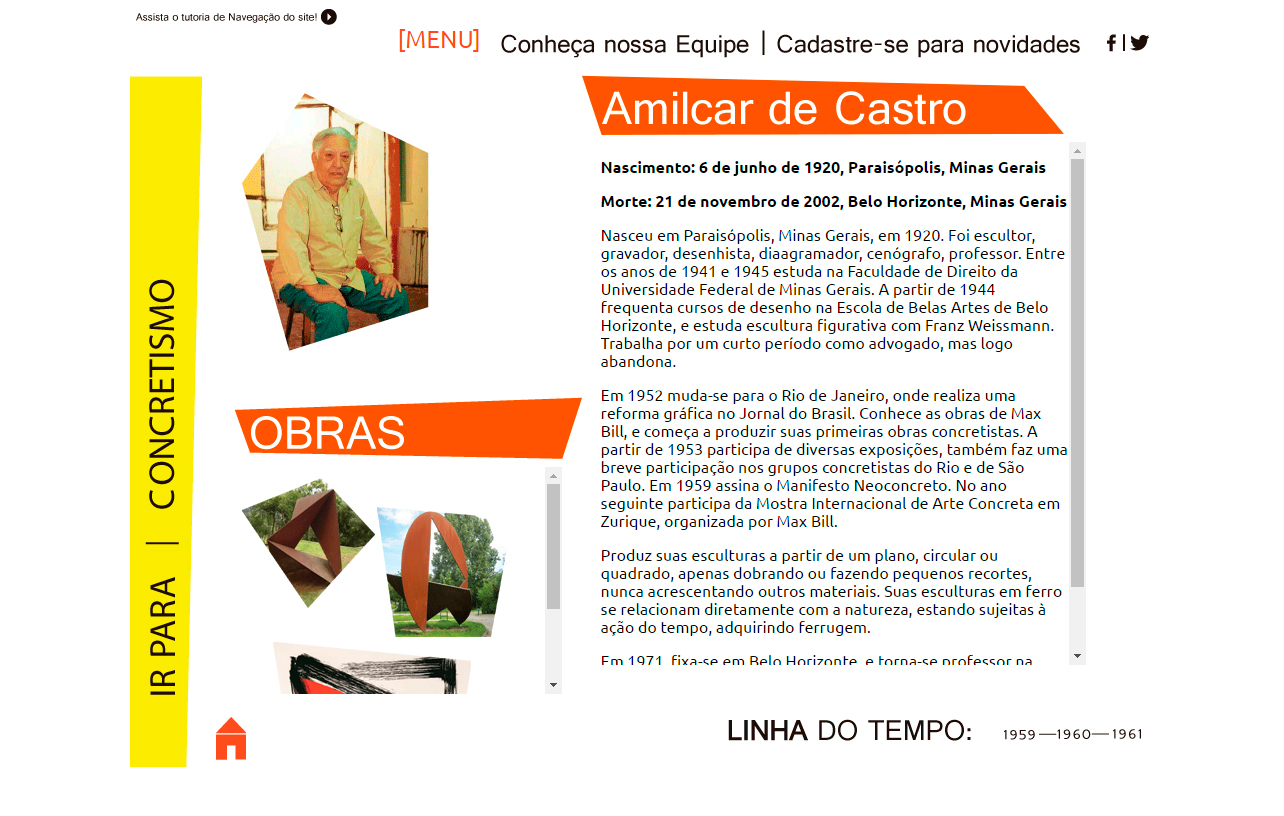 Assista o tutoria de Navegação do site!
[MENU] Conheça nossa Equipe | Cadastre-se para novidades
IR PARA | CONCRETISMO
Amilcar de Castro
Nascimento: 6 de junho de 1920, Paraisópolis, Minas Gerais
Morte: 21 de novembro de 2002, Belo Horizonte, Minas Gerais
Nasceu em Paraisópolis, Minas Gerais, em 1920. Foi escultor,
gravador, desenhista, diaagramador, cenógrafo, professor. Entre
os anos de 1941 e 1945 estuda na Faculdade de Direito da
Universidade Federal de Minas Gerais. A partir de 1944
frequenta cursos de desenho na Escola de Belas Artes de Belo
Horizonte, e estuda escultura figurativa com Franz Weissmann.
Trabalha por um curto período como advogado, mas logo
abandona.
Em 1952 muda-se para o Rio de Janeiro, onde realiza uma
reforma gráfica no Jornal do Brasil. Conhece as obras de Max
Bill, e começa a produzir suas primeiras obras concretistas. A
partir de 1953 participa de diversas exposições, também faz uma
breve participação nos grupos concretistas do Rio e de São
Paulo. Em 1959 assina o Manifesto Neoconcreto. No ano
seguinte participa da Mostra Internacional de Arte Concreta em
Zurique, organizada por Max Bill.
Produz suas esculturas a partir de um plano, circular ou
quadrado, apenas dobrando ou fazendo pequenos recortes,
nunca acrescentando outros materiais. Suas esculturas em ferro
se relacionam diretamente com a natureza, estando sujeitas à
ação do tempo, adquirindo ferrugem.
Em 1971, fixa-se em Belo Horizonte, e torna-se professor na
OBRAS
LINHA DO TEMPO: 1959—1960—1961